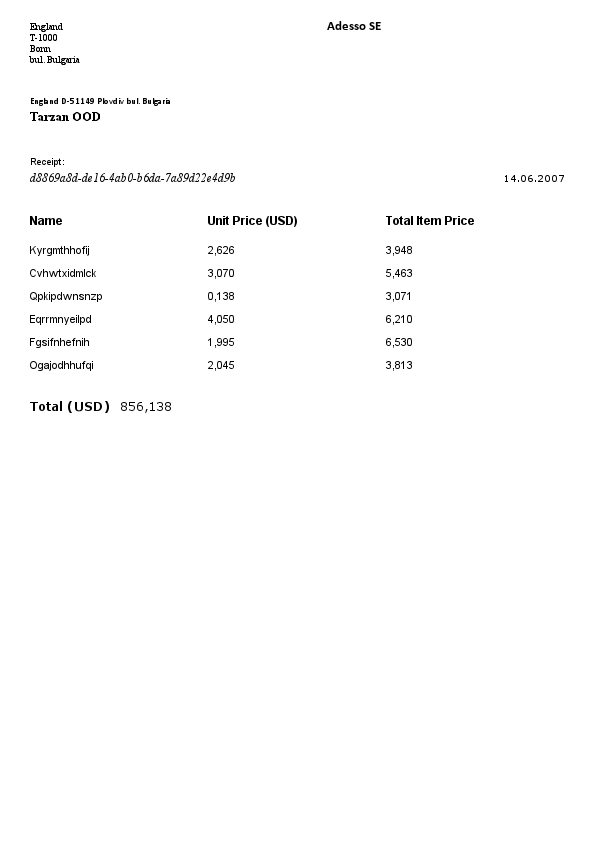 England
T-1000
Bonn
bul. Bulgaria
Adesso SE
England D-51149 Plovdiv bul. Bulgaria
Tarzan OOD
Receipt:
d8869a8d-de16-4ab0-b6da-7a89d22e4d9b 14.06.2007
Name Unit Price (USD) Total Item Price
Kyrgmthhofij 2,626 3,948
Cvhwtxidmlck 3,070 5,463
Qpkipdwnsnzp 0,138 3,071
Eqrrmnyeilpd 4,050 6,210
Fgsifnhefnih 1,995 6,530
Ogajodhhufqi 2,045 3,813
Total (USD) 856,138